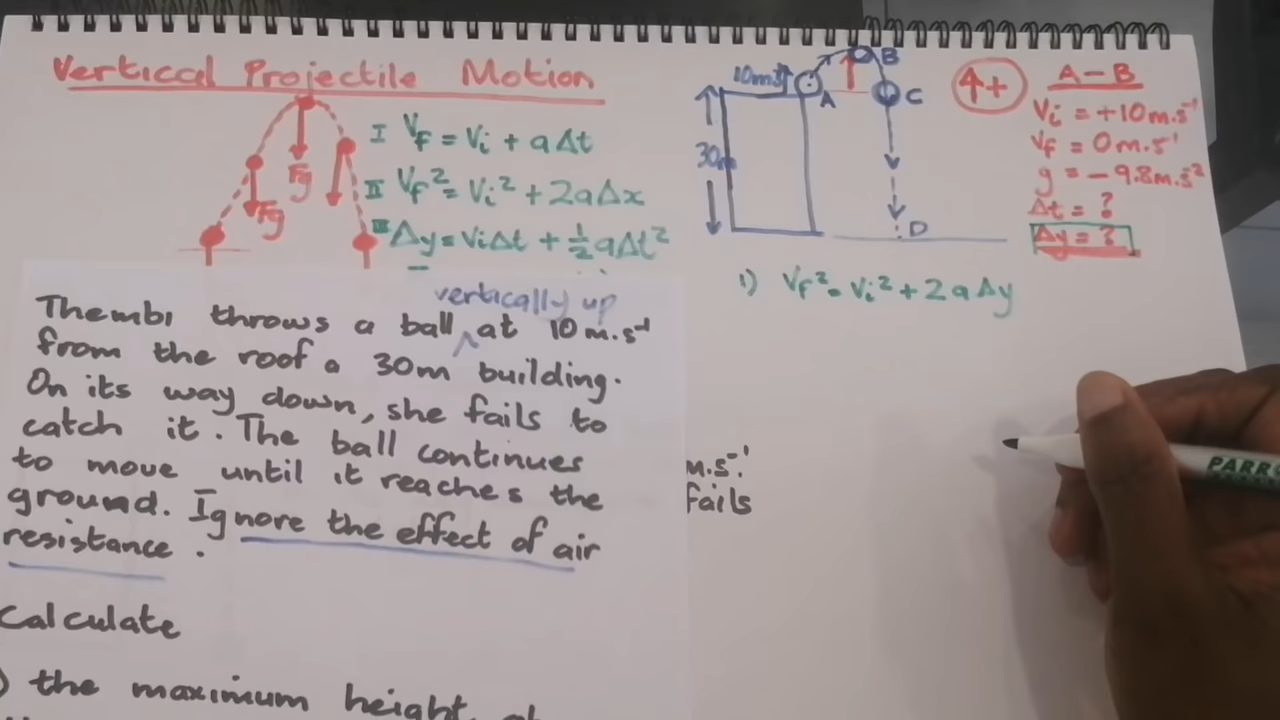 Vertical Projectile Motion
I Vf = Vi + aΔt
II Vf² = Vi² + 2aΔx
III Δy = ViΔt + ½aΔt²
Fg
Fg
10m.s⁻¹
A
B
C
D
30m
4+
A-B
Vi = +10m.s⁻¹
Vf = 0m.s⁻¹
g = -9.8m.s⁻²
Δt = ?
Δy = ?
1) Vf² = Vi² + 2aΔy
vertically up
Thembi throws a ball ^ at 10m.s⁻¹
from the roof a 30m building.
On its way down, she fails to
catch it. The ball continues
to move until it reaches the
ground. Ignore the effect of air
resistance.
m.s⁻¹.
fails
Calculate
) the maximum height
PARRO